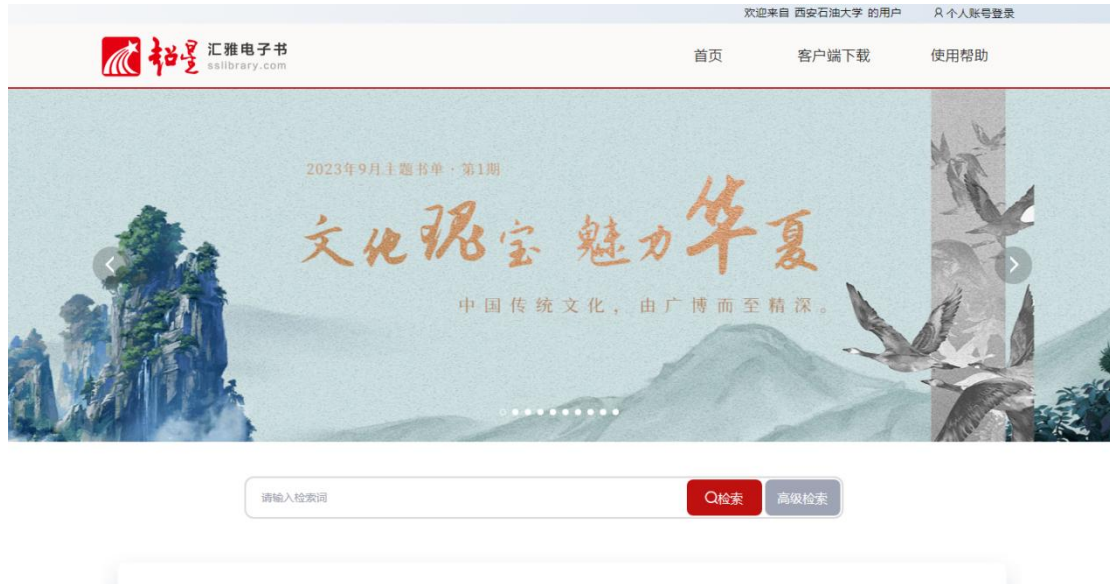 欢迎来自 西安石油大学 的用户 个人账号登录
超星 汇雅电子书
sslibrary.com
首页 客户端下载 使用帮助
2023年9月主题书单·第1期
文化瑰宝 魅力华夏
中国传统文化，由广博而至精深。
请输入检索词 检索 高级检索